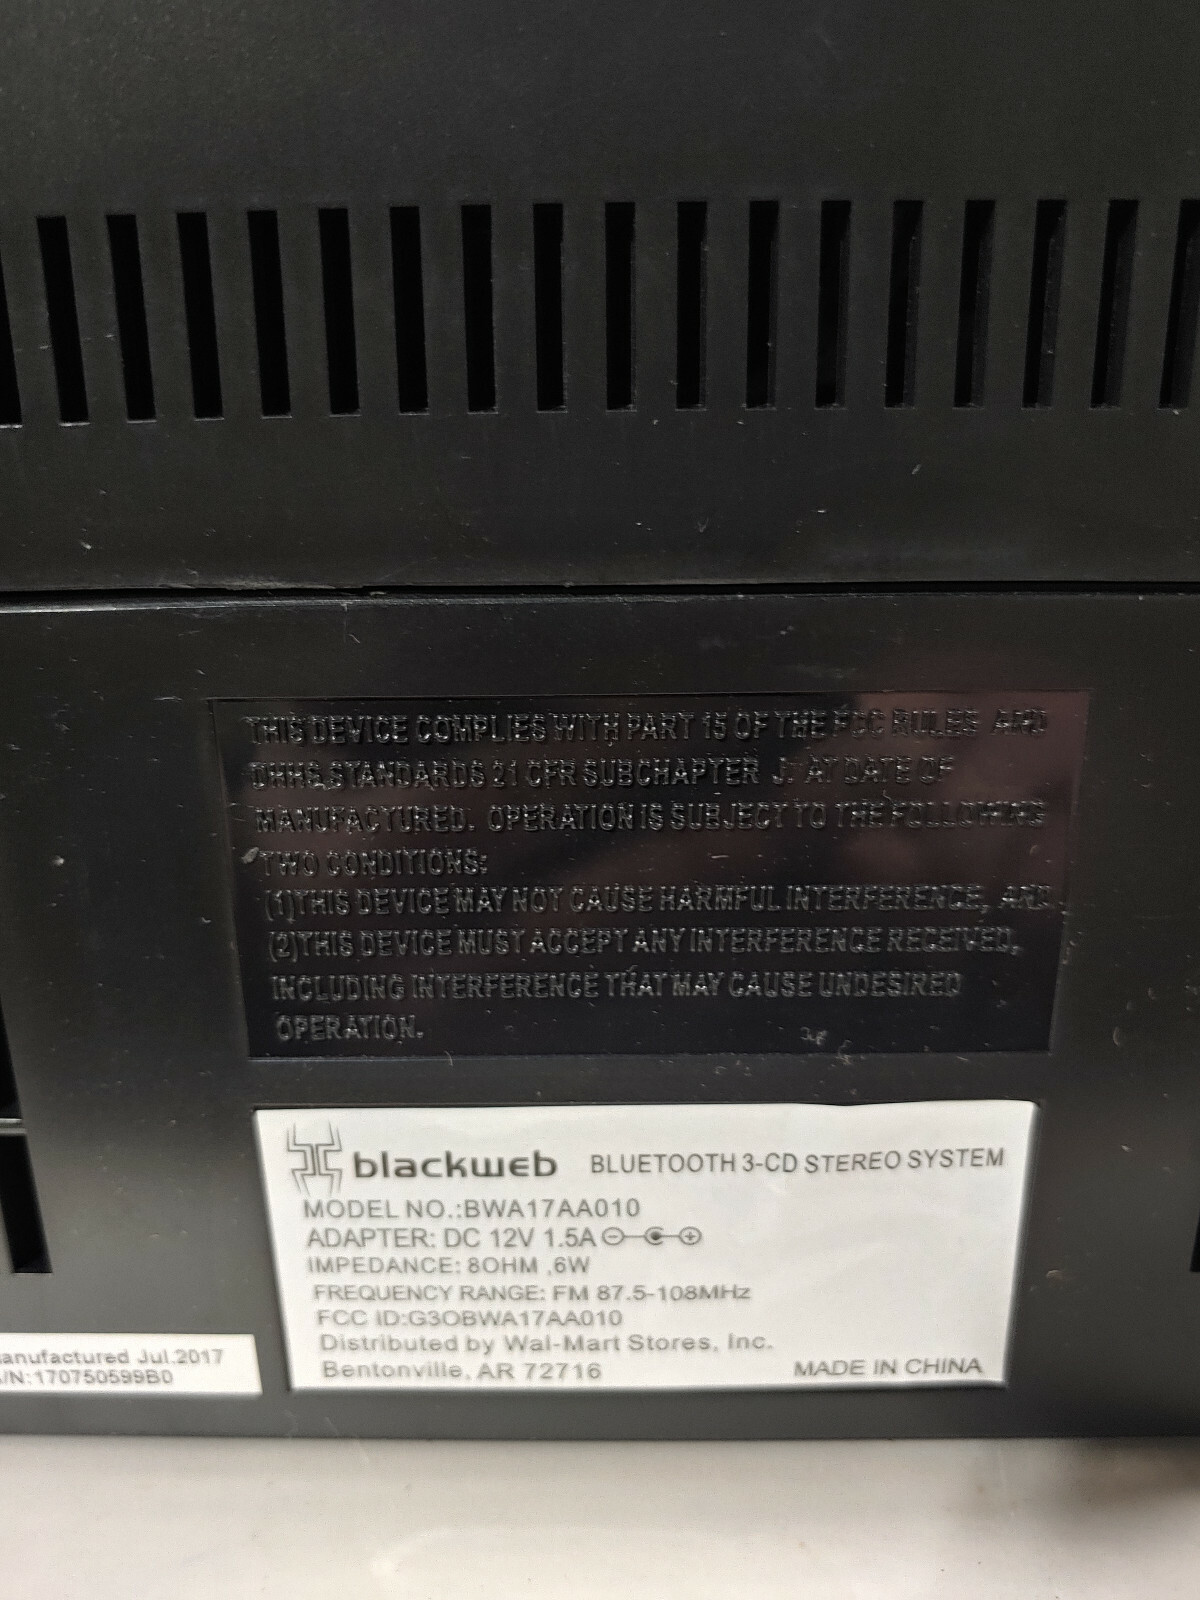 THIS DEVICE COMPLIES WITH PART 15 OF THE FCC RULES AND
DHHS STANDARDS 21 CFR SUBCHAPTER J. AT DATE OF
MANUFACTURED. OPERATION IS SUBJECT TO THE FOLLOWING
TWO CONDITIONS:
(1)THIS DEVICE MAY NOT CAUSE HARMFUL INTERFERENCE, AND
(2)THIS DEVICE MUST ACCEPT ANY INTERFERENCE RECEIVED,
INCLUDING INTERFERENCE THAT MAY CAUSE UNDESIRED
OPERATION.
blackweb BLUETOOTH 3-CD STEREO SYSTEM
MODEL NO.:BWA17AA010
ADAPTER: DC 12V 1.5A
IMPEDANCE: 8OHM ,6W
FREQUENCY RANGE: FM 87.5-108MHz
FCC ID:G3OBWA17AA010
Distributed by Wal-Mart Stores, Inc.
Bentonville, AR 72716 MADE IN CHINA
anufactured Jul.2017
/N:170750599B0